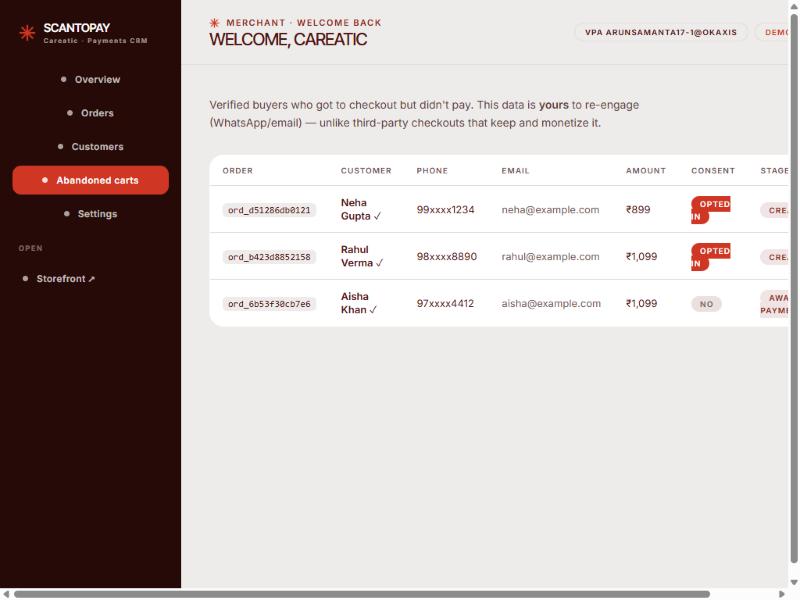 SCANTOPAY
Careatic · Payments CRM
Overview
Orders
Customers
Abandoned carts
Settings
OPEN
Storefront ↗
MERCHANT · WELCOME BACK
WELCOME, CAREATIC
VPA ARUNSAMANTA17-1@OKAXIS
DEMO
Verified buyers who got to checkout but didn't pay. This data is yours to re-engage
(WhatsApp/email) — unlike third-party checkouts that keep and monetize it.
ORDER CUSTOMER PHONE EMAIL AMOUNT CONSENT STAGE
ord_d51286db0121 Neha Gupta ✓ 99xxxx1234 neha@example.com ₹899 OPTED IN CREA
ord_b423d8852158 Rahul Verma ✓ 98xxxx8890 rahul@example.com ₹1,099 OPTED IN CREA
ord_6b53f30cb7e6 Aisha Khan ✓ 97xxxx4412 aisha@example.com ₹1,099 NO AWA PAYME